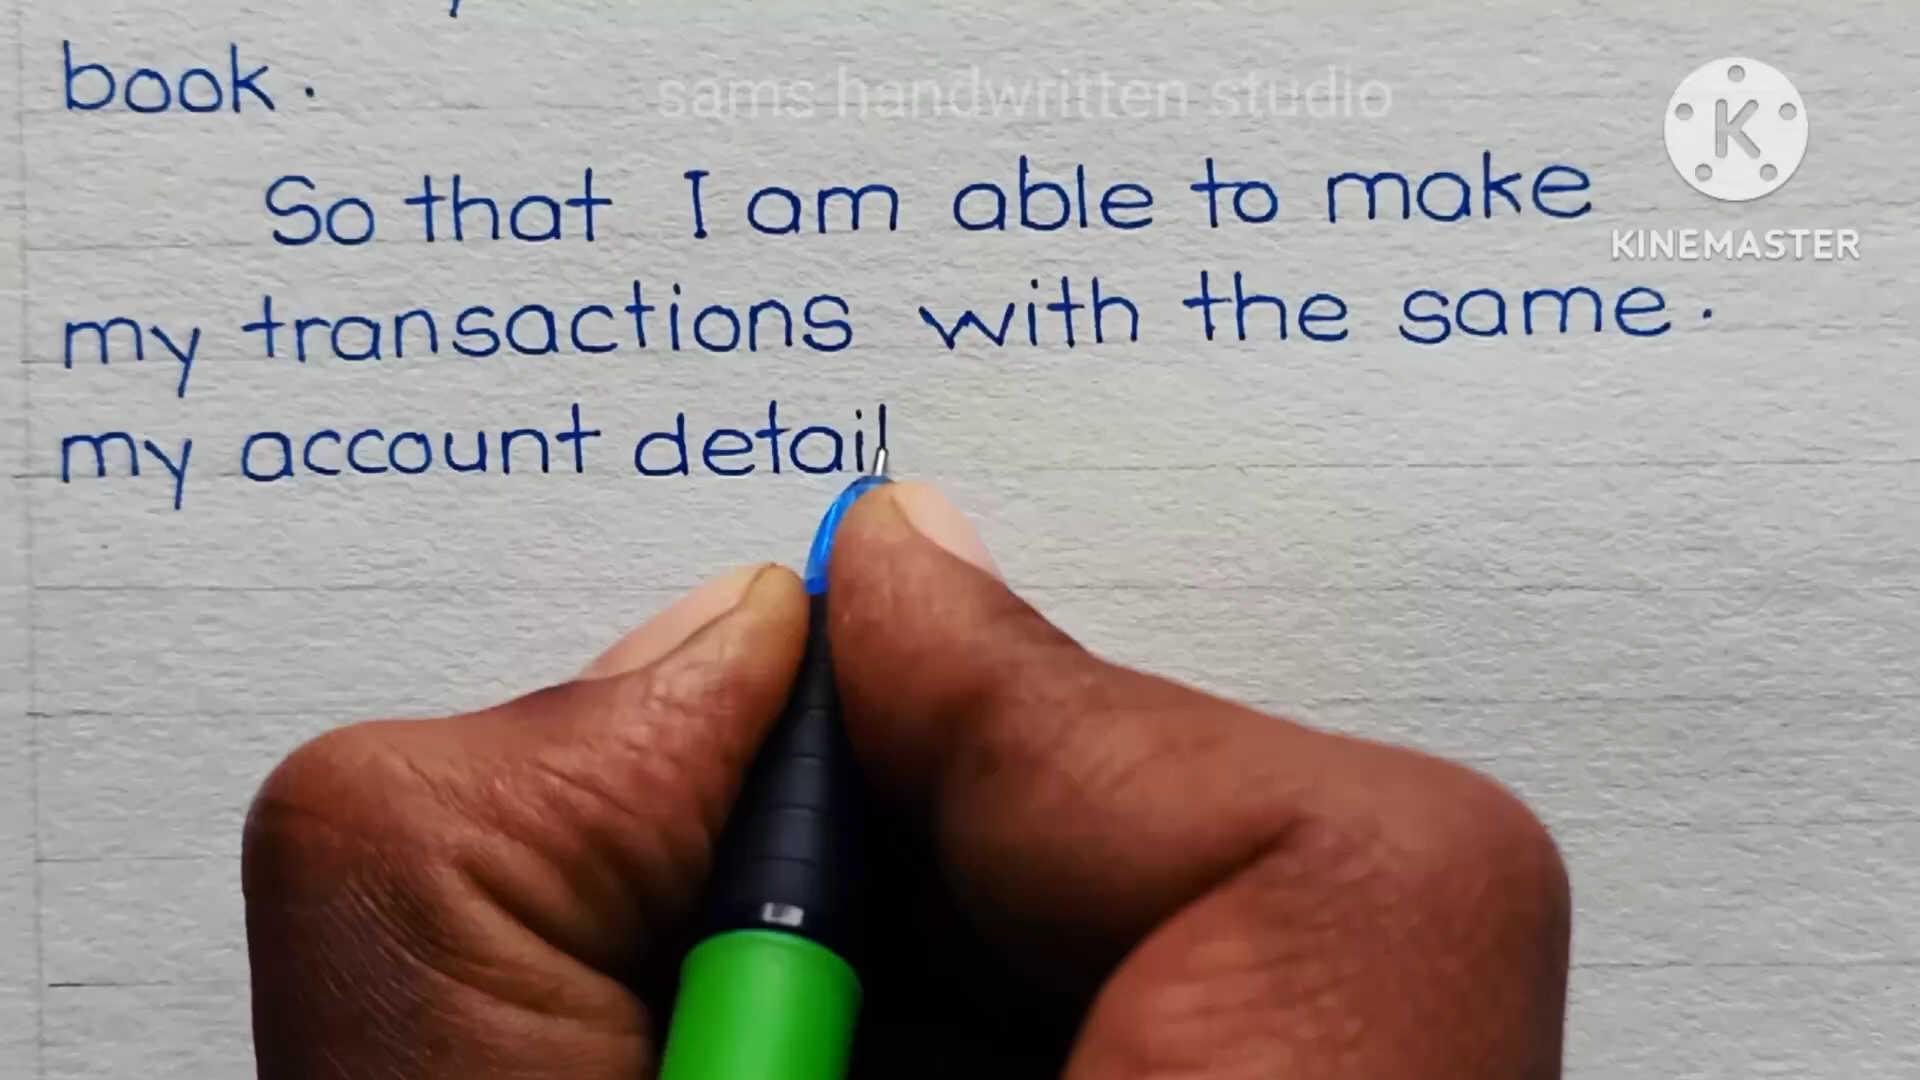 book.
sams handwritten studio
So that I am able to make
KINEMASTER
my transactions with the same.
my account detail